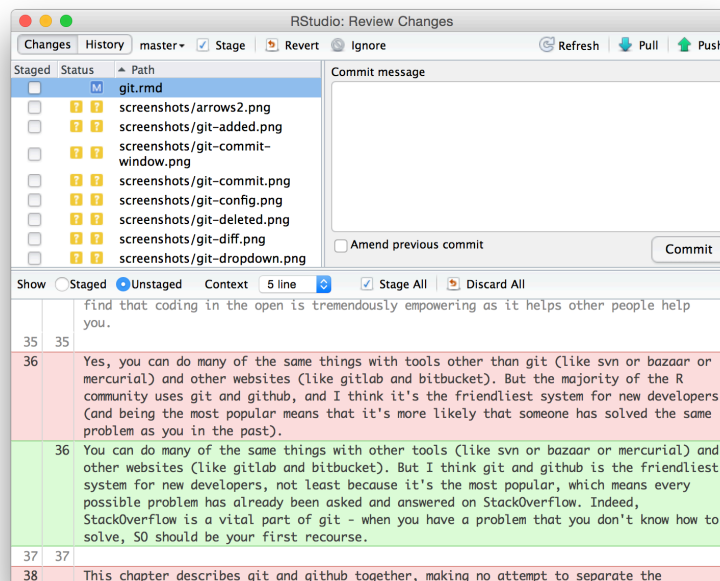 RStudio: Review Changes
Changes History master Stage Revert Ignore Refresh Pull Push
Staged Status Path
M git.rmd
? ? screenshots/arrows2.png
? ? screenshots/git-added.png
? ? screenshots/git-commit-
window.png
? ? screenshots/git-commit.png
? ? screenshots/git-config.png
? ? screenshots/git-deleted.png
? ? screenshots/git-diff.png
? ? screenshots/git-dropdown.png
Commit message
Amend previous commit
Commit
Show Staged Unstaged Context 5 line Stage All Discard All
find that coding in the open is tremendously empowering as it helps other people help
you.
35 35
36 Yes, you can do many of the same things with tools other than git (like svn or bazaar or
mercurial) and other websites (like gitlab and bitbucket). But the majority of the R
community uses git and github, and I think it's the friendliest system for new developers
(and being the most popular means that it's more likely that someone has solved the same
problem as you in the past).
36 You can do many of the same things with other tools (like svn or bazaar or mercurial) and
other websites (like gitlab and bitbucket). But I think git and github is the friendliest
system for new developers, not least because it's the most popular, which means every
possible problem has already been asked and answered on StackOverflow. Indeed,
StackOverflow is a vital part of git - when you have a problem that you don't know how to
solve, SO should be your first recourse.
37 37
38 This chapter describes git and github together, making no attempt to separate the